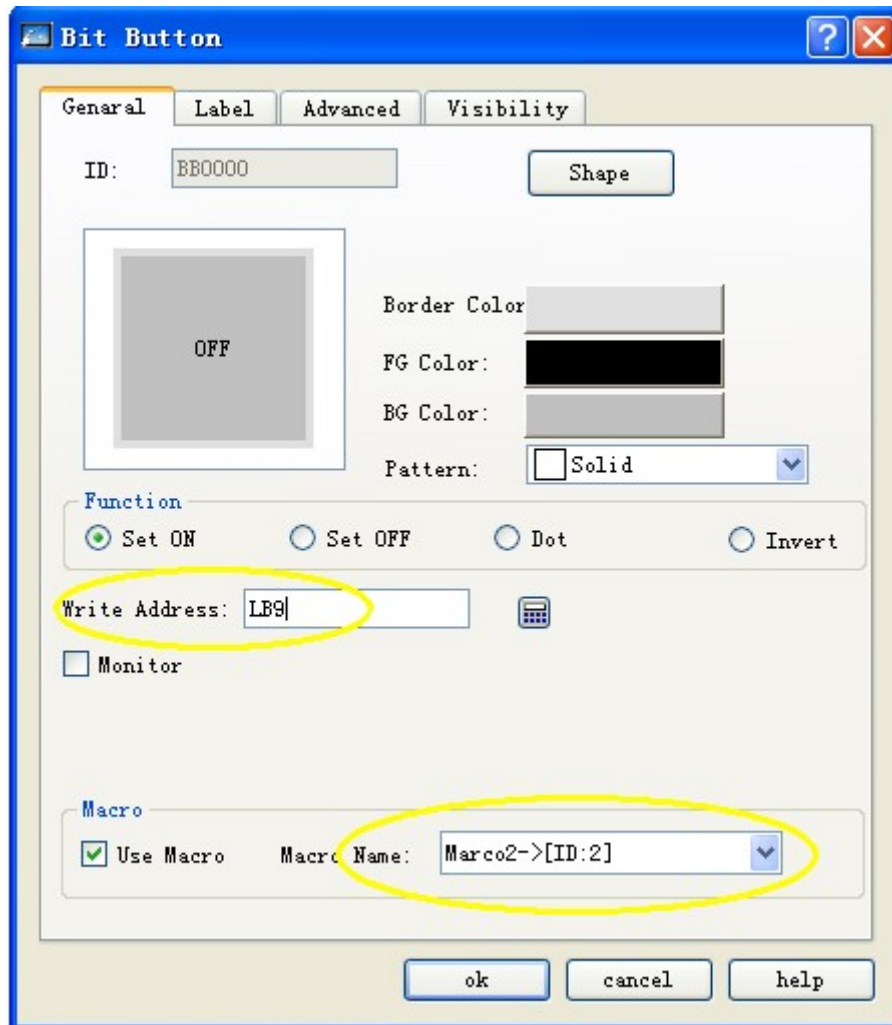 Bit Button
Genaral Label Advanced Visibility
ID: BB0000 Shape
OFF
Border Color
FG Color:
BG Color:
Pattern: Solid
Function
Set ON Set OFF Dot Invert
Write Address: LB9
Monitor
Macro
Use Macro Macro Name: Marco2->[ID:2]
ok cancel help